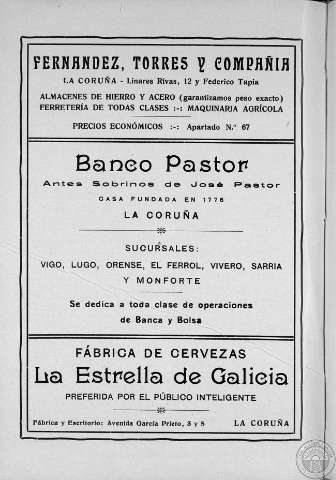 FERNANDEZ, TORRES Y COMPAÑIA
LA CORUÑA - Linares Rivas, 12 y Federico Tapia
ALMACENES DE HIERRO Y ACERO (garantizamos peso exacto)
FERRETERÍA DE TODAS CLASES :-: MAQUINARIA AGRÍCOLA
PRECIOS ECONÓMICOS :-: Apartado N.º 67
Banco Pastor
Antes Sobrinos de José Pastor
CASA FUNDADA EN 1776
LA CORUÑA
SUCURSALES:
VIGO, LUGO, ORENSE, EL FERROL, VIVERO, SARRIA
Y MONFORTE
Se dedica a toda clase de operaciones
de Banca y Bolsa
FÁBRICA DE CERVEZAS
La Estrella de Galicia
PREFERIDA POR EL PÚBLICO INTELIGENTE
Fábrica y Escritorio: Avenida García Prieto, 3 y 5 LA CORUÑA